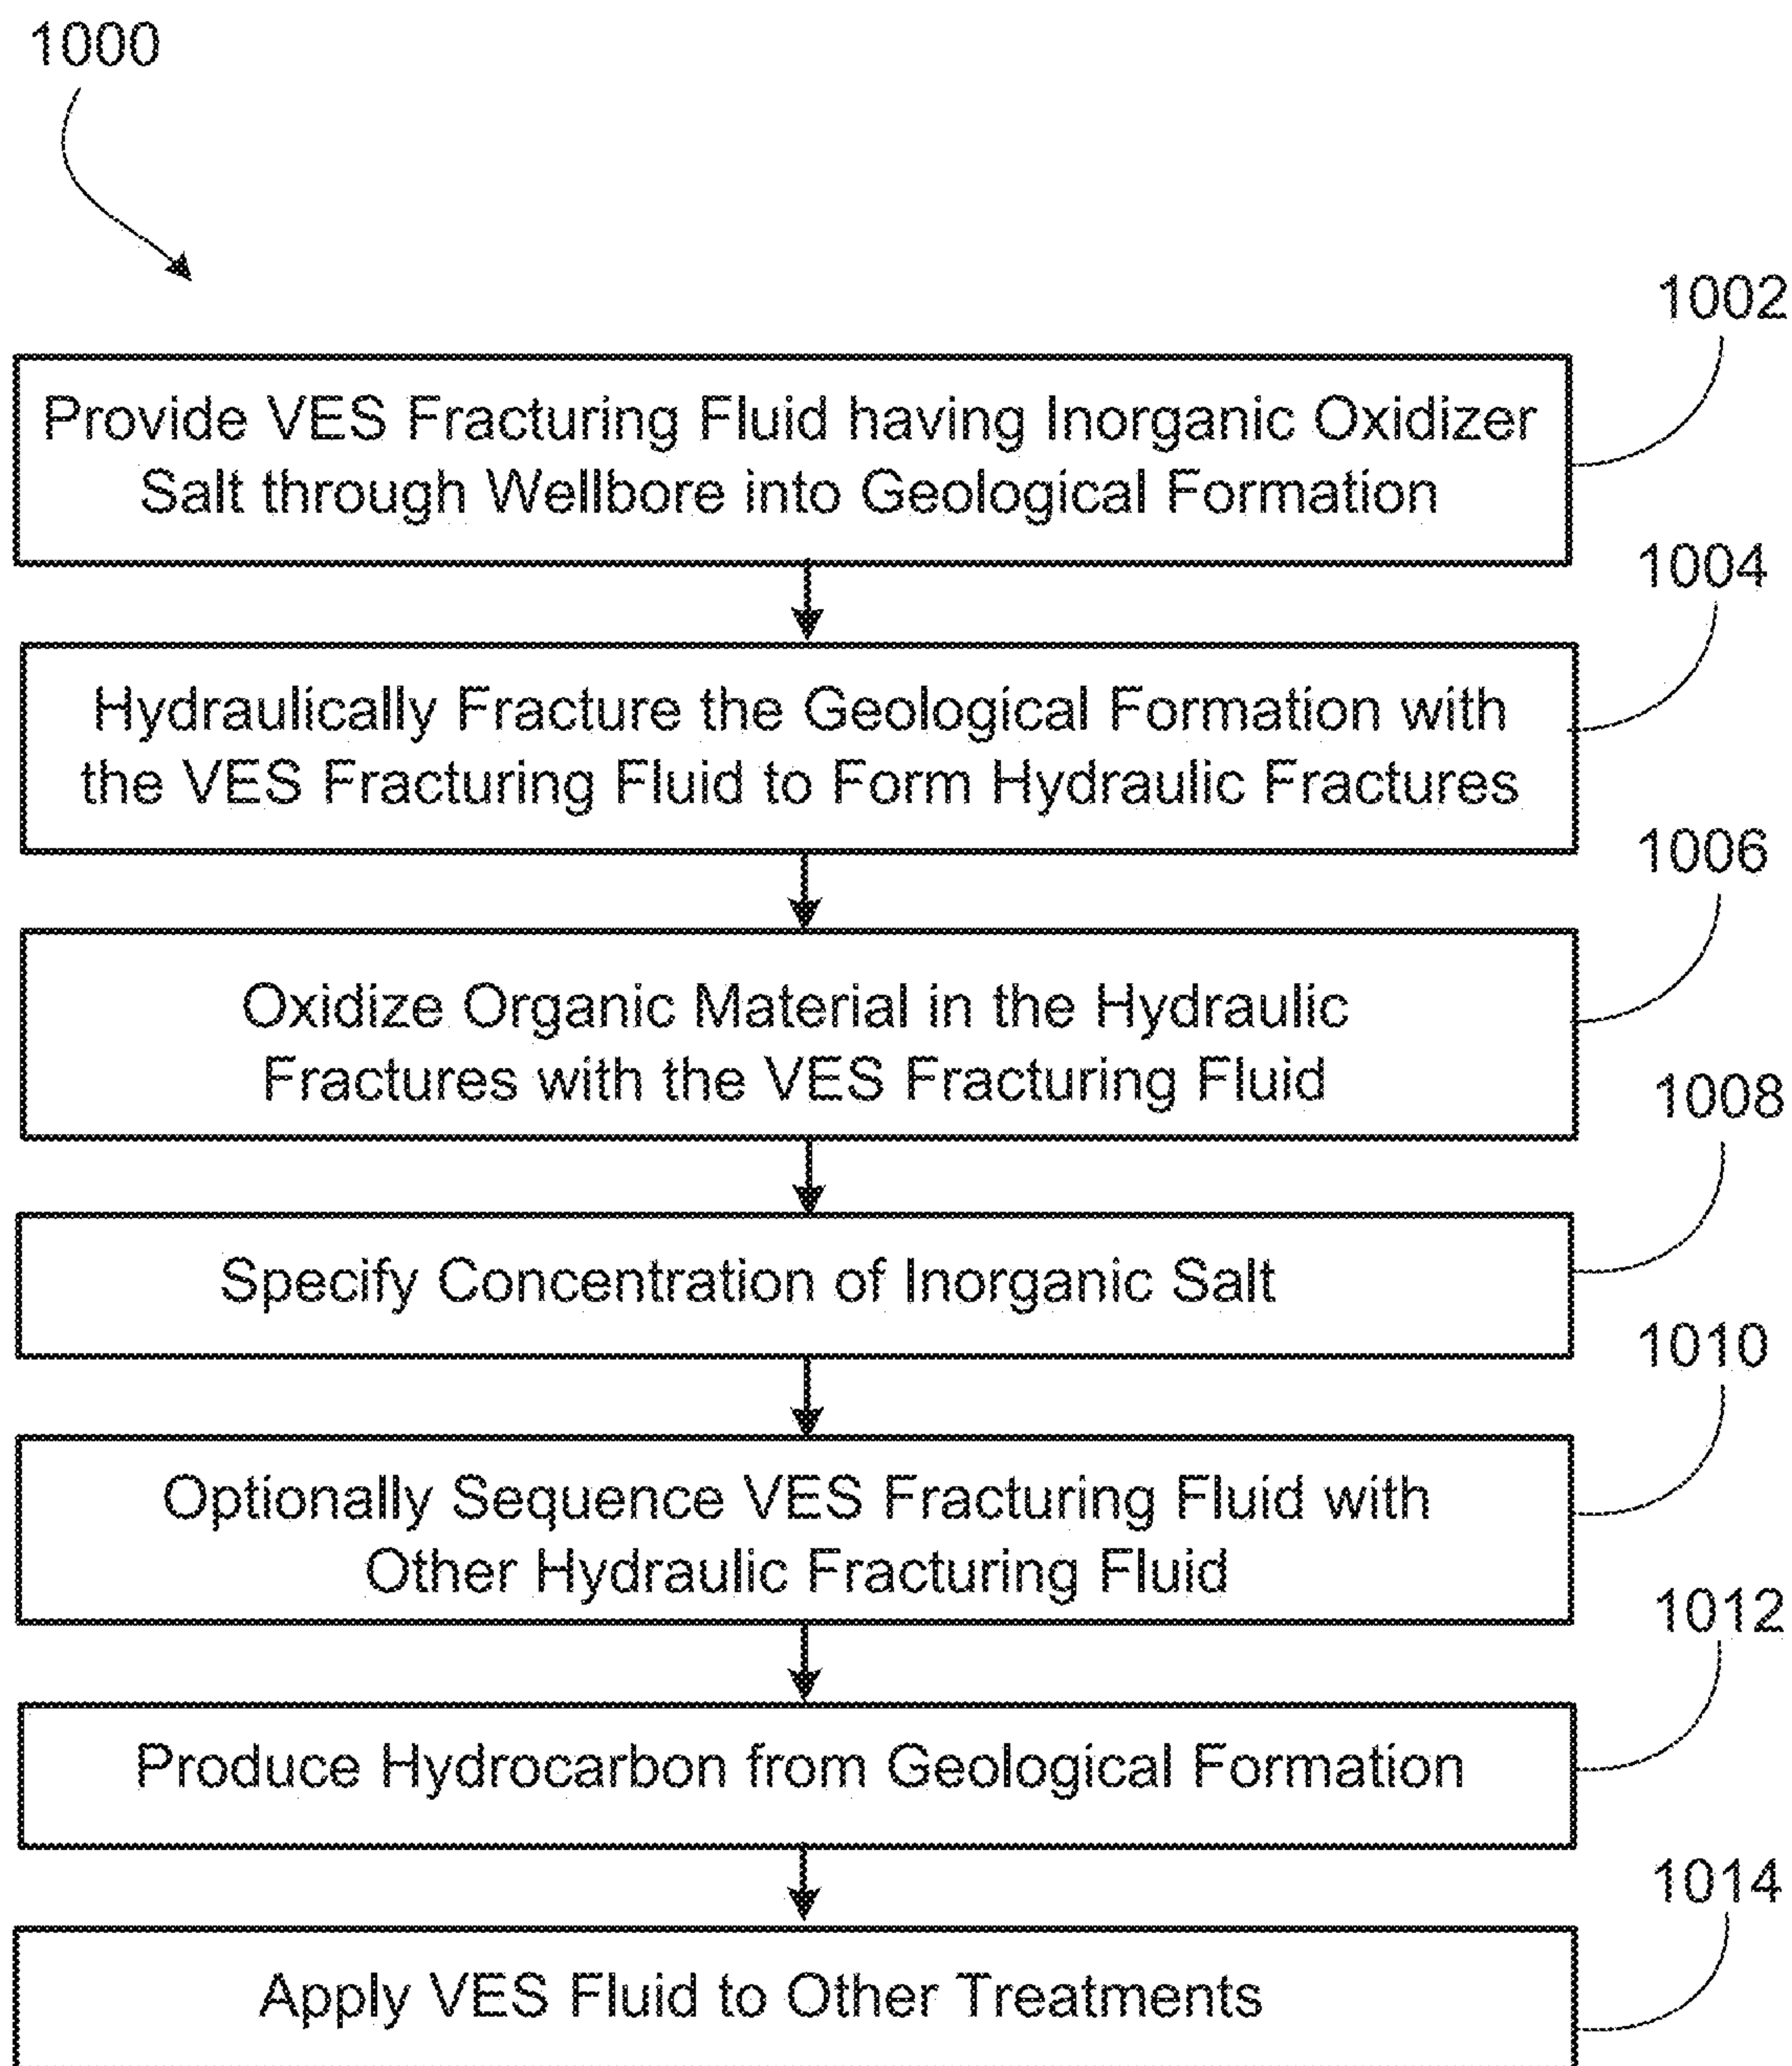 1000
1002
Provide VES Fracturing Fluid having Inorganic Oxidizer
Salt through Wellbore into Geological Formation
1004
Hydraulically Fracture the Geological Formation with
the VES Fracturing Fluid to Form Hydraulic Fractures
1006
Oxidize Organic Material in the Hydraulic
Fractures with the VES Fracturing Fluid
1008
Specify Concentration of Inorganic Salt
1010
Optionally Sequence VES Fracturing Fluid with
Other Hydraulic Fracturing Fluid
1012
Produce Hydrocarbon from Geological Formation
1014
Apply VES Fluid to Other Treatments